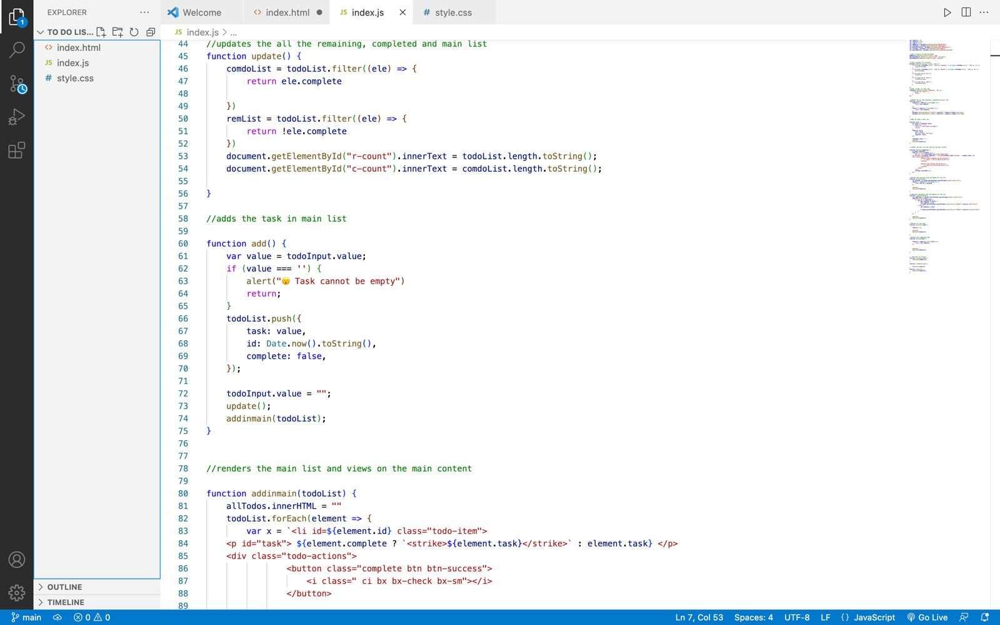 EXPLORER
Welcome
index.html
JS index.js
# style.css
1
TO DO LIS...
JS index.js > ...
<> index.html
JS index.js
# style.css
44 //updates the all the remaining, completed and main list
45 function update() {
46 comdoList = todoList.filter((ele) => {
47 return ele.complete
48
49 })
50 remList = todoList.filter((ele) => {
51 return !ele.complete
52 })
53 document.getElementById("r-count").innerText = todoList.length.toString();
54 document.getElementById("c-count").innerText = comdoList.length.toString();
55
56 }
57
58 //adds the task in main list
59
60 function add() {
61 var value = todoInput.value;
62 if (value === '') {
63 alert("😮 Task cannot be empty")
64 return;
65 }
66 todoList.push({
67 task: value,
68 id: Date.now().toString(),
69 complete: false,
70 });
71
72 todoInput.value = "";
73 update();
74 addinmain(todoList);
75 }
76
77
78 //renders the main list and views on the main content
79
80 function addinmain(todoList) {
81 allTodos.innerHTML = ""
82 todoList.forEach(element => {
83 var x = `<li id=${element.id} class="todo-item">
84 <p id="task"> ${element.complete ? `<strike>${element.task}</strike>` : element.task} </p>
85 <div class="todo-actions">
86 <button class="complete btn btn-success">
87 <i class=" ci bx bx-check bx-sm"></i>
88 </button>
89
OUTLINE
TIMELINE
main 0 0 Ln 7, Col 53 Spaces: 4 UTF-8 LF {} JavaScript Go Live